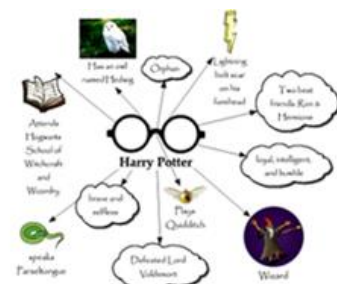 Has an owl
named Hedwig
Orphan
Lightning
bolt scar
on his
forehead
Two best
friends Ron &
Hermione
Attends
Hogwarts
School of
Witchcraft
and
Wizardry
Harry Potter
loyal, intelligent,
and humble
brave and
selfless
Plays
Quidditch
speaks
Parseltongue
Defeated Lord
Voldemort
Wizard